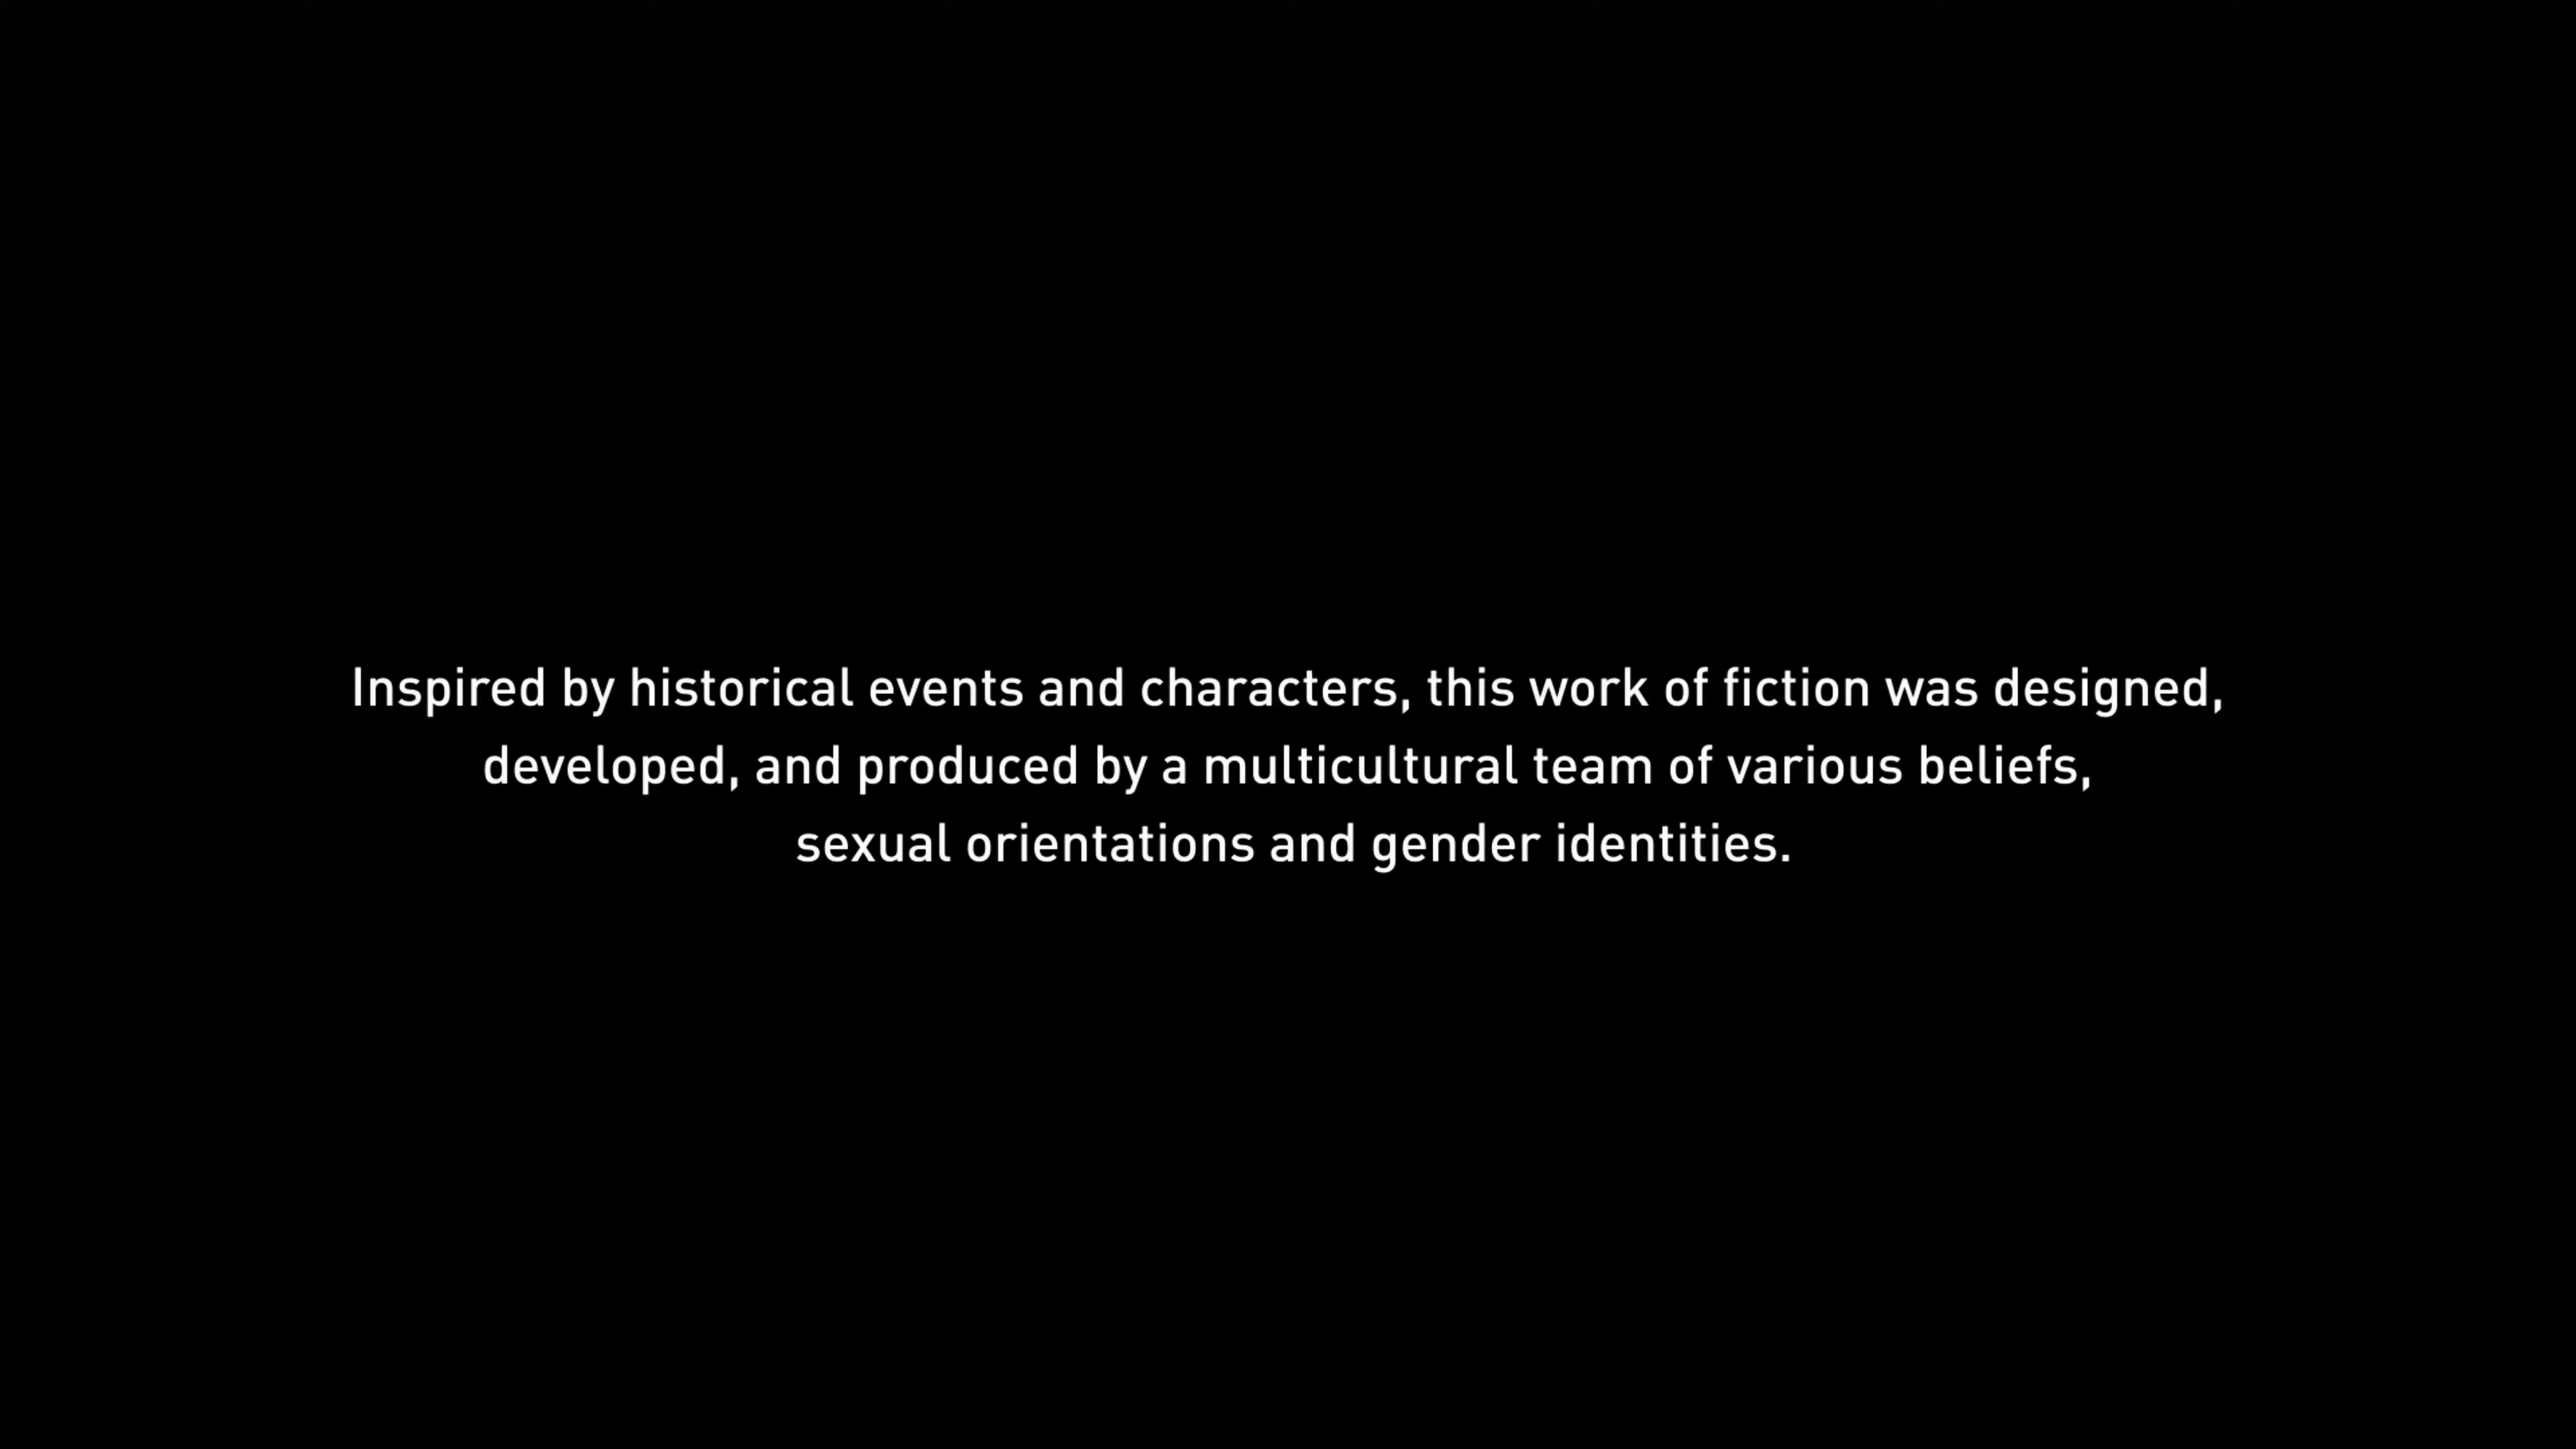 Inspired by historical events and characters, this work of fiction was designed,
developed, and produced by a multicultural team of various beliefs,
sexual orientations and gender identities.